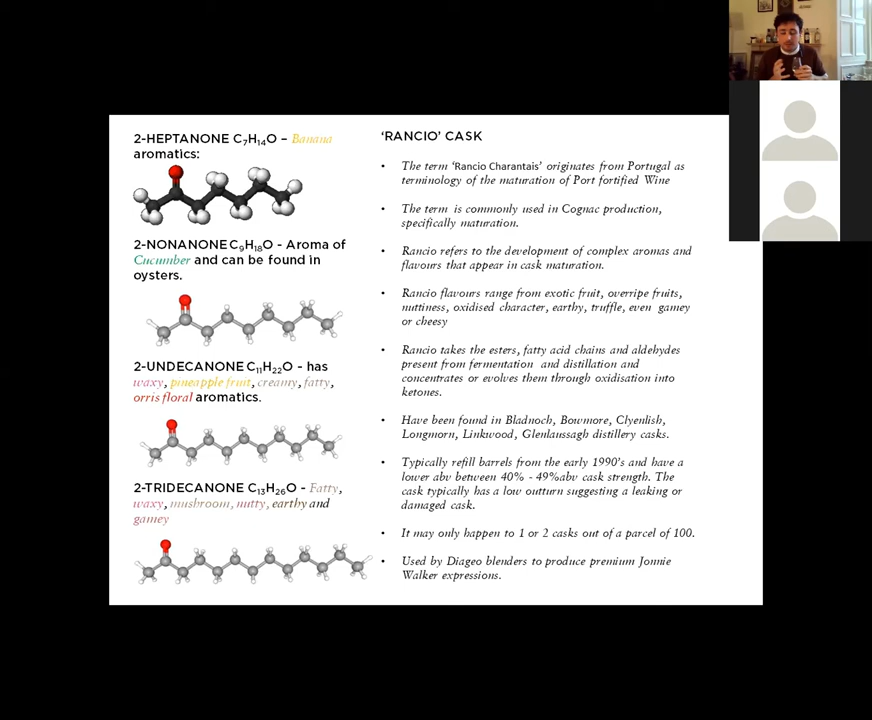 2-HEPTANONE C₇H₁₄O – Banana
aromatics:
2-NONANONE C₉H₁₈O - Aroma of
Cucumber and can be found in
oysters.
2-UNDECANONE C₁₁H₂₂O - has
waxy, pineapple fruit, creamy, fatty,
orris floral aromatics.
2-TRIDECANONE C₁₃H₂₆O - Fatty,
waxy, mushroom, nutty, earthy and
gamey
‘RANCIO’ CASK
• The term ‘Rancio Charantais’ originates from Portugal as
terminology of the maturation of Port fortified Wine
• The term is commonly used in Cognac production,
specifically maturation.
• Rancio refers to the development of complex aromas and
flavours that appear in cask maturation.
• Rancio flavours range from exotic fruit, overripe fruits,
nuttiness, oxidised character, earthy, truffle, even gamey
or cheesy
• Rancio takes the esters, fatty acid chains and aldehydes
present from fermentation and distillation and
concentrates or evolves them through oxidisation into
ketones.
• Have been found in Bladnoch, Bowmore, Clyenlish,
Longmorn, Linkwood, Glenlaussagh distillery casks.
• Typically refill barrels from the early 1990’s and have a
lower abv between 40% - 49%abv cask strength. The
cask typically has a low outturn suggesting a leaking or
damaged cask.
• It may only happen to 1 or 2 casks out of a parcel of 100.
• Used by Diageo blenders to produce premium Jonnie
Walker expressions.